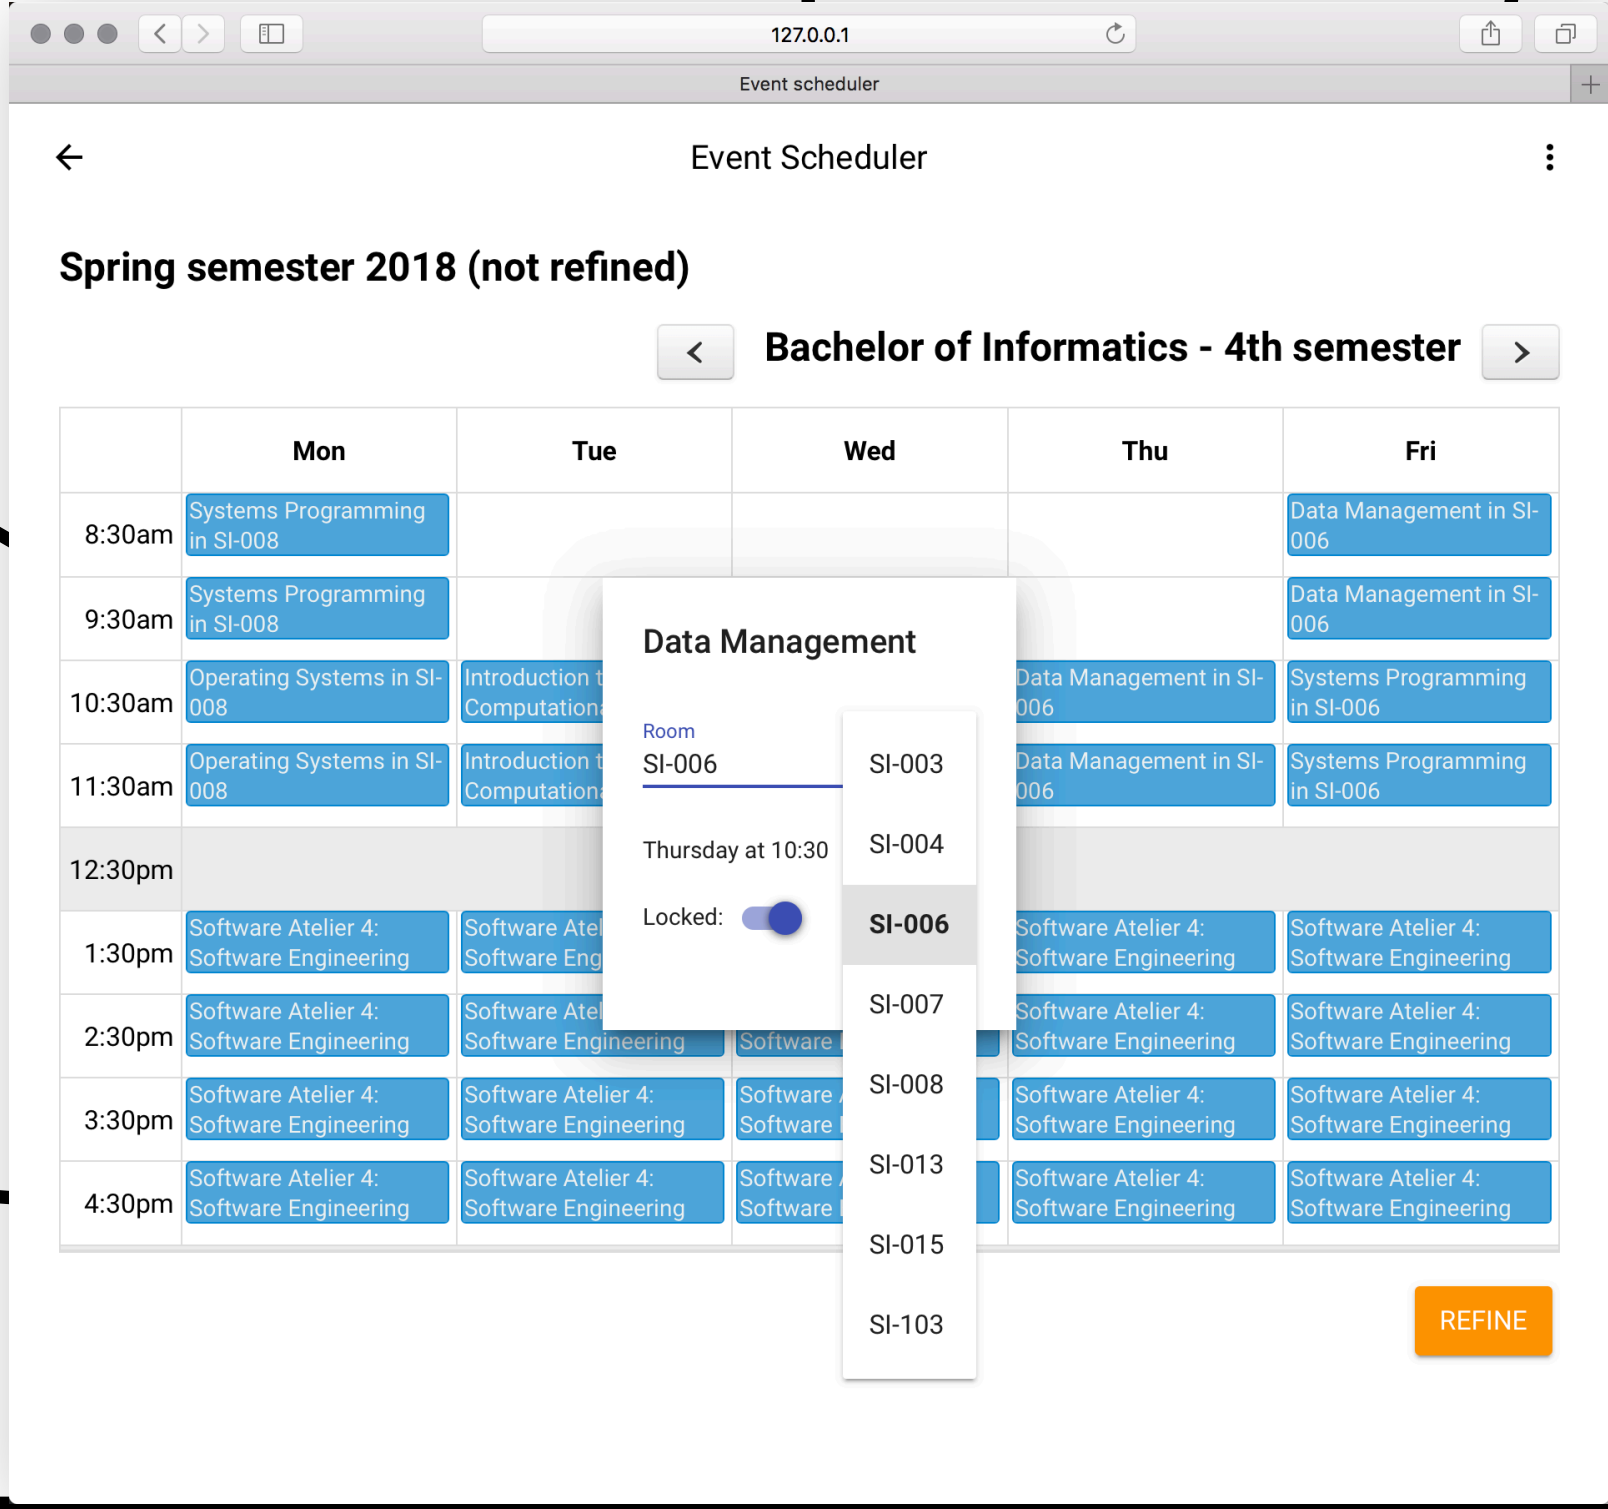 127.0.0.1
Event scheduler
Event Scheduler
Spring semester 2018 (not refined)
Bachelor of Informatics - 4th semester
Mon Tue Wed Thu Fri
8:30am
Systems Programming
in SI-008
Data Management in SI-
006
9:30am
Systems Programming
in SI-008
Data Management in SI-
006
10:30am
Operating Systems in SI-
008
Introduction
Data Management in SI-
006
Systems Programming
in SI-006
11:30am
Operating Systems in SI-
008
Introduction
Data Management in SI-
006
Systems Programming
in SI-006
12:30pm
1:30pm
Software Atelier 4:
Software Engineering
Software
Software
Software Atelier 4:
Software Engineering
Software Atelier 4:
Software Engineering
2:30pm
Software Atelier 4:
Software Engineering
Software
Software Engineering
Software
Software Atelier 4:
Software Engineering
Software Atelier 4:
Software Engineering
3:30pm
Software Atelier 4:
Software Engineering
Software Atelier 4:
Software Engineering
Software
Software
Software Atelier 4:
Software Engineering
Software Atelier 4:
Software Engineering
4:30pm
Software Atelier 4:
Software Engineering
Software Atelier 4:
Software Engineering
Software
Software
Software Atelier 4:
Software Engineering
Software Atelier 4:
Software Engineering
Data Management
Room
SI-006
Thursday at 10:30
Locked:
SI-003
SI-004
SI-006
SI-007
SI-008
SI-013
SI-015
SI-103
REFINE